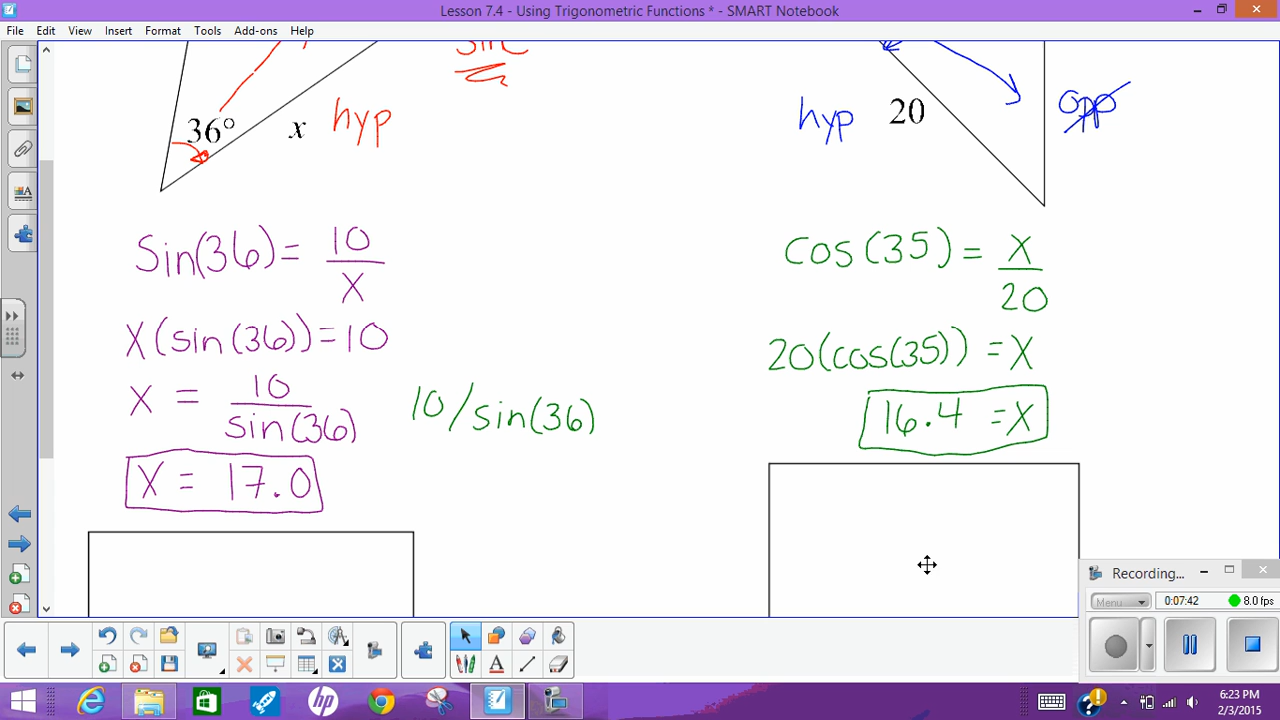 Lesson 7.4 - Using Trigonometric Functions * - SMART Notebook
File Edit View Insert Format Tools Add-ons Help
sin
36° x hyp
hyp 20 opp
Sin(36) = 10/X
X(sin(36)) = 10
X = 10/sin(36)
10/sin(36)
X = 17.0
cos(35) = X/20
20(cos(35)) = X
16.4 = X
Recording...
Menu 0:07:42 8.0 fps
6:23 PM
2/3/2015